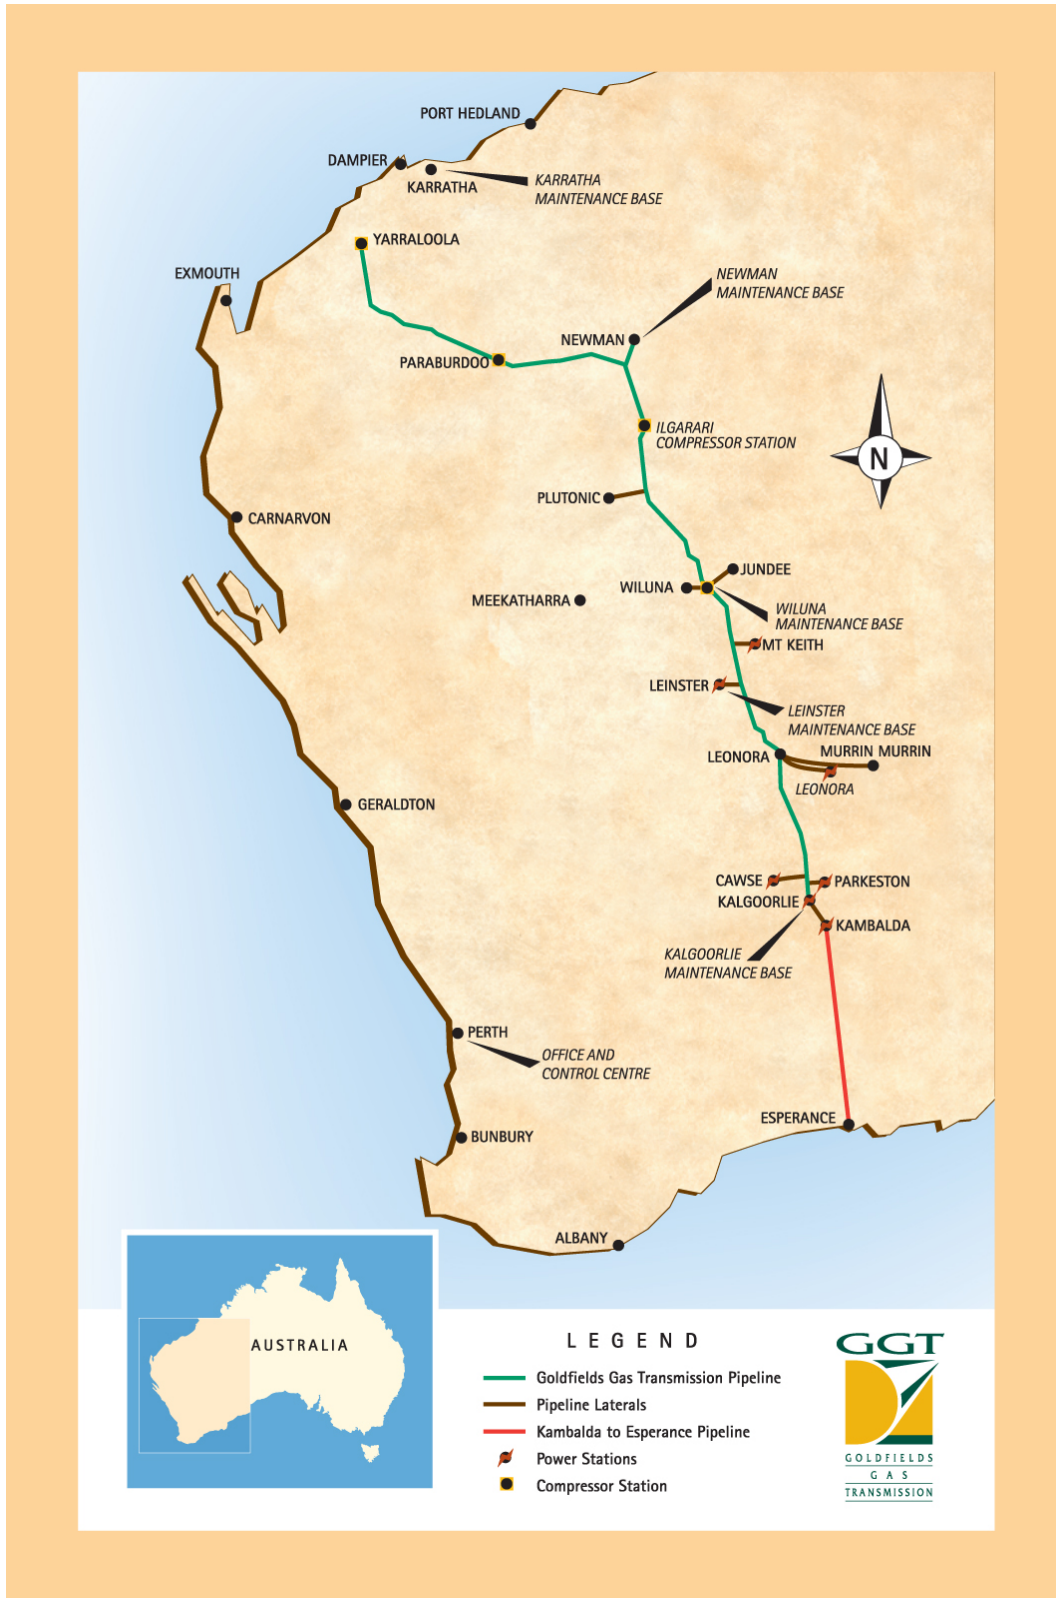 PORT HEDLAND
DAMPIER
KARRATHA
KARRATHA
MAINTENANCE BASE
YARRALOOLA
EXMOUTH
NEWMAN
MAINTENANCE BASE
NEWMAN
PARABURDOO
ILGARARI
COMPRESSOR STATION
N
PLUTONIC
CARNARVON
JUNDEE
WILUNA
MEEKATHARRA
WILUNA
MAINTENANCE BASE
MT KEITH
LEINSTER
LEINSTER
MAINTENANCE BASE
LEONORA
MURRIN MURRIN
LEONORA
GERALDTON
CAWSE
PARKESTON
KALGOORLIE
KAMBALDA
KALGOORLIE
MAINTENANCE BASE
PERTH
OFFICE AND
CONTROL CENTRE
ESPERANCE
BUNBURY
ALBANY
AUSTRALIA
LEGEND
Goldfields Gas Transmission Pipeline
Pipeline Laterals
Kambalda to Esperance Pipeline
Power Stations
Compressor Station
GGT
GOLDFIELDS
GAS
TRANSMISSION